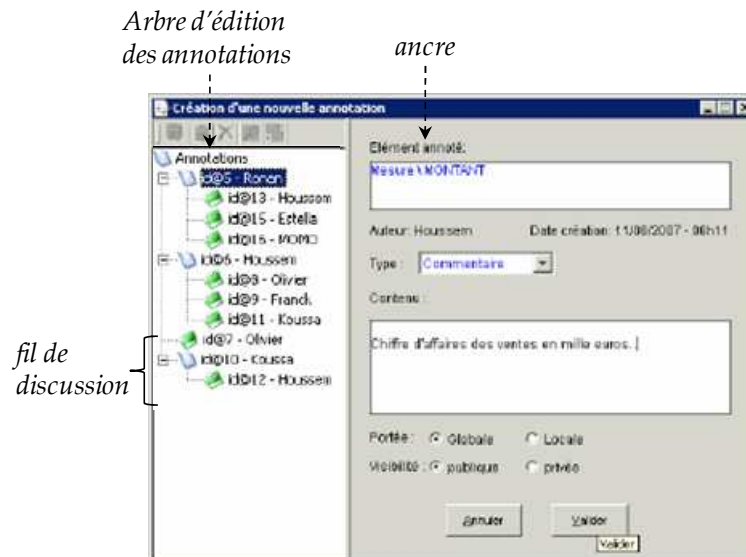 Arbre d'édition
des annotations
ancre
Création d'une nouvelle annotation
Annotations
id@5 - Ronan
id@13 - Houssem
id@15 - Estella
id@16 - MOMO
id@6 - Houssem
id@8 - Olivier
id@9 - Franck
id@11 - Koussa
id@7 - Olivier
id@10 - Koussa
id@12 - Houssem
fil de
discussion
Elément annoté:
Mesure \ MONTANT
Auteur: Houssem Date création: 11/06/2007 - 06h11
Type : Commentaire
Contenu :
Chiffre d'affaires des ventes en mille euros.
Portée : Globale Locale
Visibilité : publique privée
Annuler Valider
Valider